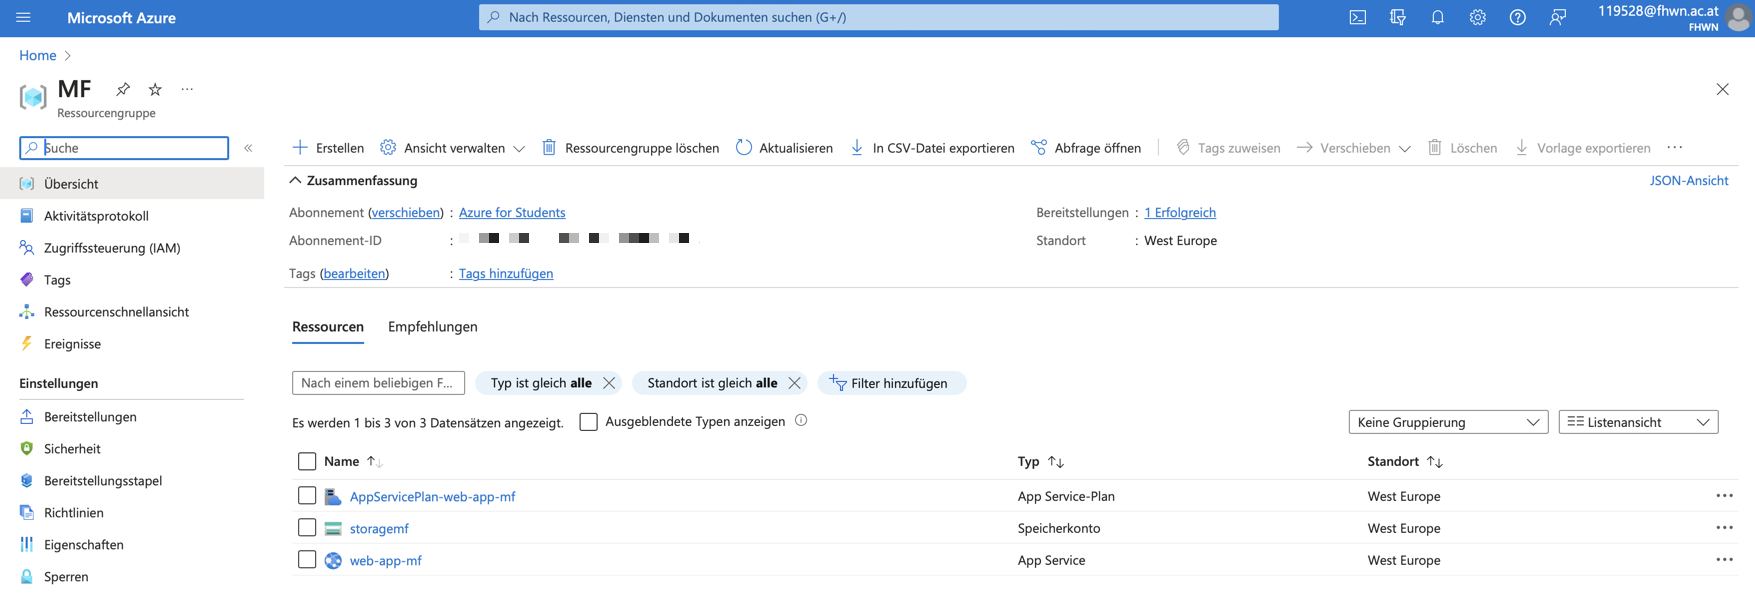 Microsoft Azure
Nach Ressourcen, Diensten und Dokumenten suchen (G+/)
119528@fhwn.ac.at
FHWN
Home
MF
Ressourcengruppe
Suche
Übersicht
Aktivitätsprotokoll
Zugriffssteuerung (IAM)
Tags
Ressourcenschnellansicht
Ereignisse
Einstellungen
Bereitstellungen
Sicherheit
Bereitstellungsstapel
Richtlinien
Eigenschaften
Sperren
Erstellen Ansicht verwalten Ressourcengruppe löschen Aktualisieren In CSV-Datei exportieren Abfrage öffnen Tags zuweisen Verschieben Löschen Vorlage exportieren
Zusammenfassung JSON-Ansicht
Abonnement (verschieben) : Azure for Students Bereitstellungen : 1 Erfolgreich
Abonnement-ID : Standort : West Europe
Tags (bearbeiten) : Tags hinzufügen
Ressourcen Empfehlungen
Nach einem beliebigen F... Typ ist gleich alle Standort ist gleich alle Filter hinzufügen
Es werden 1 bis 3 von 3 Datensätzen angezeigt. Ausgeblendete Typen anzeigen Keine Gruppierung Listenansicht
Name Typ Standort
AppServicePlan-web-app-mf App Service-Plan West Europe
storagemf Speicherkonto West Europe
web-app-mf App Service West Europe